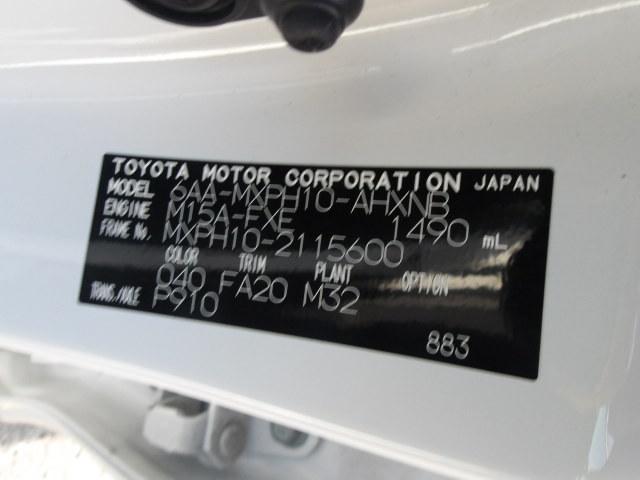 TOYOTA MOTOR CORPORATION JAPAN
MODEL 6AA-MXPH10-AHXNB
ENGINE M15A-FXE 1490 mL
FRAME No. MXPH10-2115600
COLOR TRIM PLANT OPTION
040 FA20 M32
TRANS./AXLE P910
883